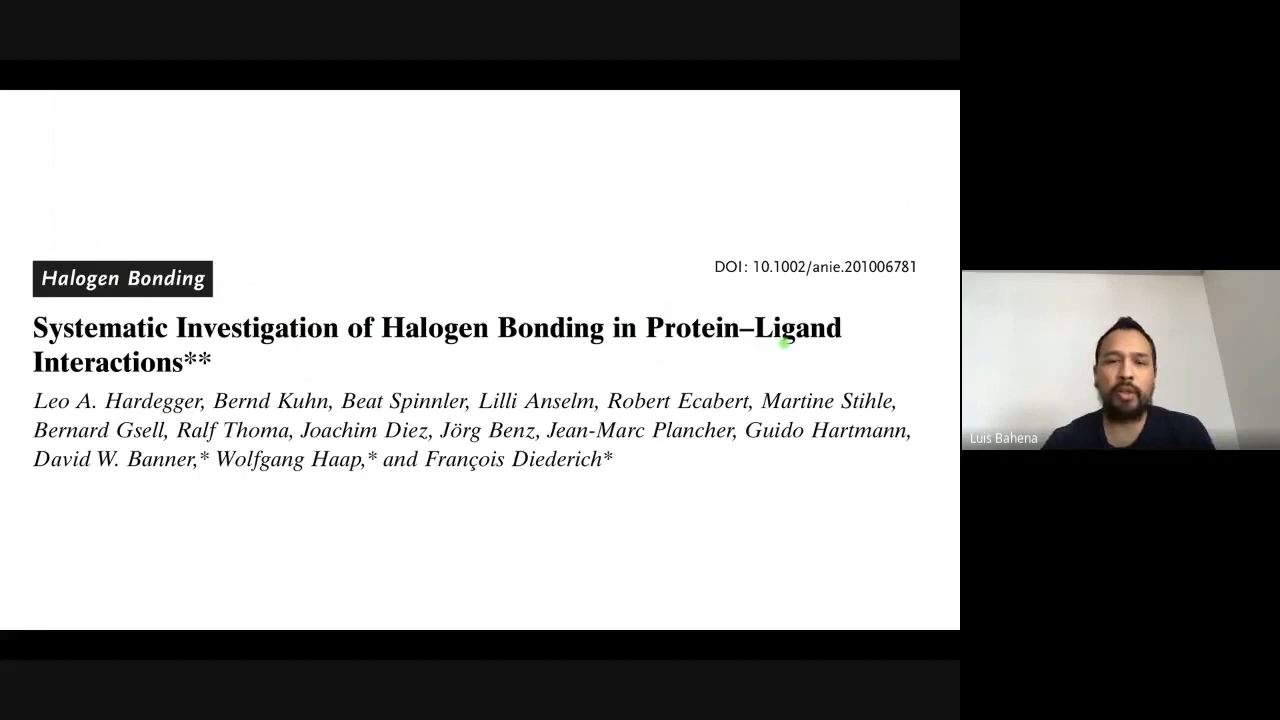 Halogen Bonding
DOI: 10.1002/anie.201006781
Systematic Investigation of Halogen Bonding in Protein–Ligand
Interactions**
Leo A. Hardegger, Bernd Kuhn, Beat Spinnler, Lilli Anselm, Robert Ecabert, Martine Stihle,
Bernard Gsell, Ralf Thoma, Joachim Diez, Jörg Benz, Jean-Marc Plancher, Guido Hartmann,
David W. Banner,* Wolfgang Haap,* and François Diederich*
Luis Bahena